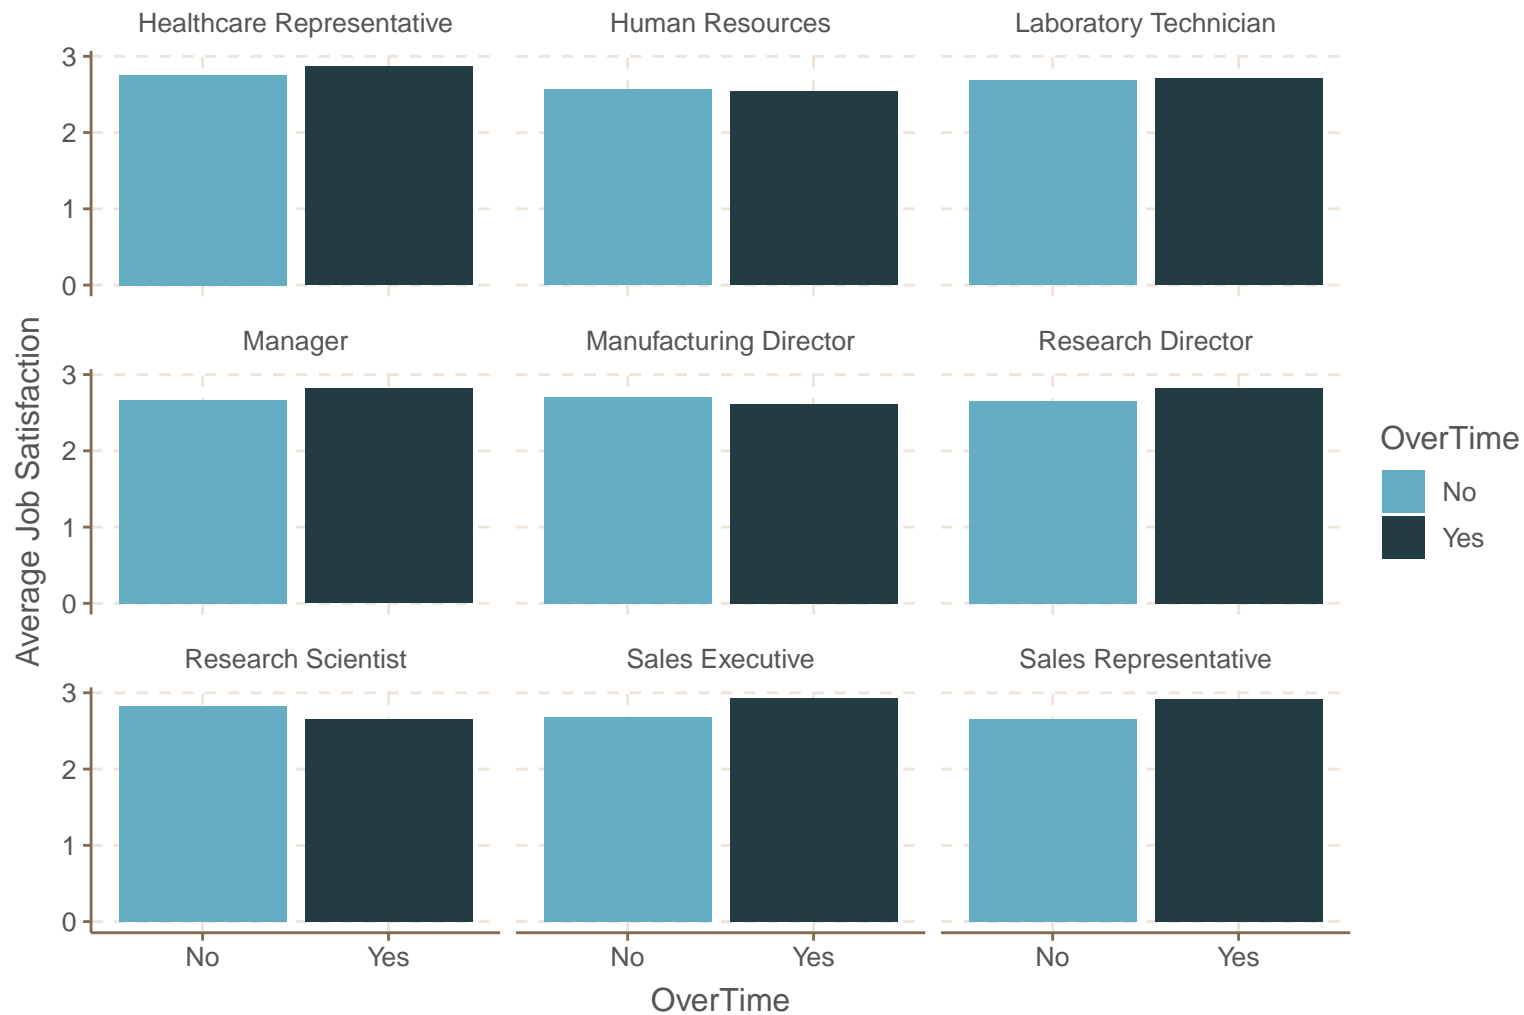 Healthcare Representative
Human Resources
Laboratory Technician
3
2
1
0
Manager
Manufacturing Director
Research Director
3
2
1
0
Research Scientist
Sales Executive
Sales Representative
3
2
1
0
No Yes
No Yes
No Yes
OverTime
Average Job Satisfaction
OverTime
No
Yes